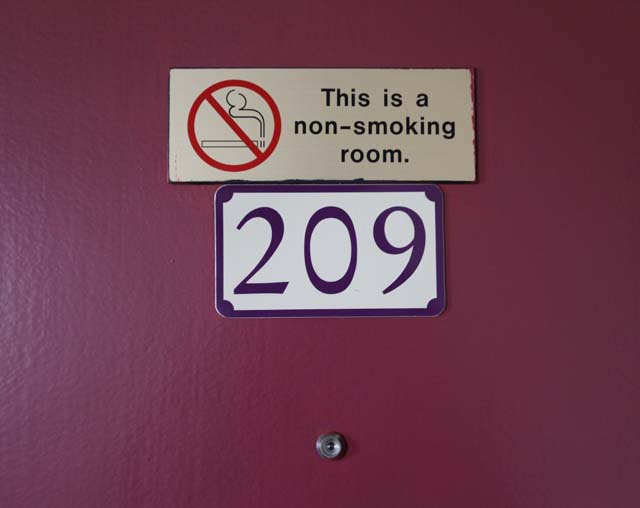 This is a
non-smoking
room.
209